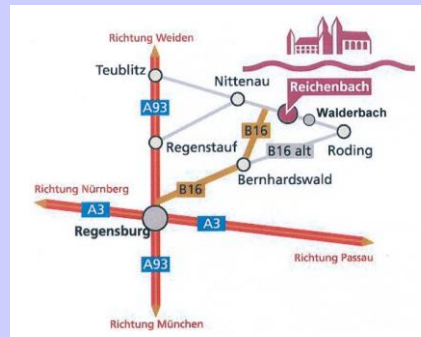 Richtung Weiden
Teublitz
Nittenau
Reichenbach
A93
Walderbach
B16
Regenstauf
B16 alt
Roding
Richtung Nürnberg
B16
Bernhardswald
A3
Regensburg
A3
Richtung Passau
A93
Richtung München